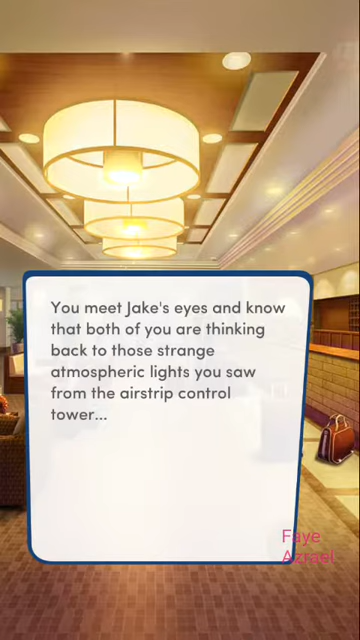 You meet Jake's eyes and know
that both of you are thinking
back to those strange
atmospheric lights you saw
from the airstrip control
tower...
Faye
Azrael